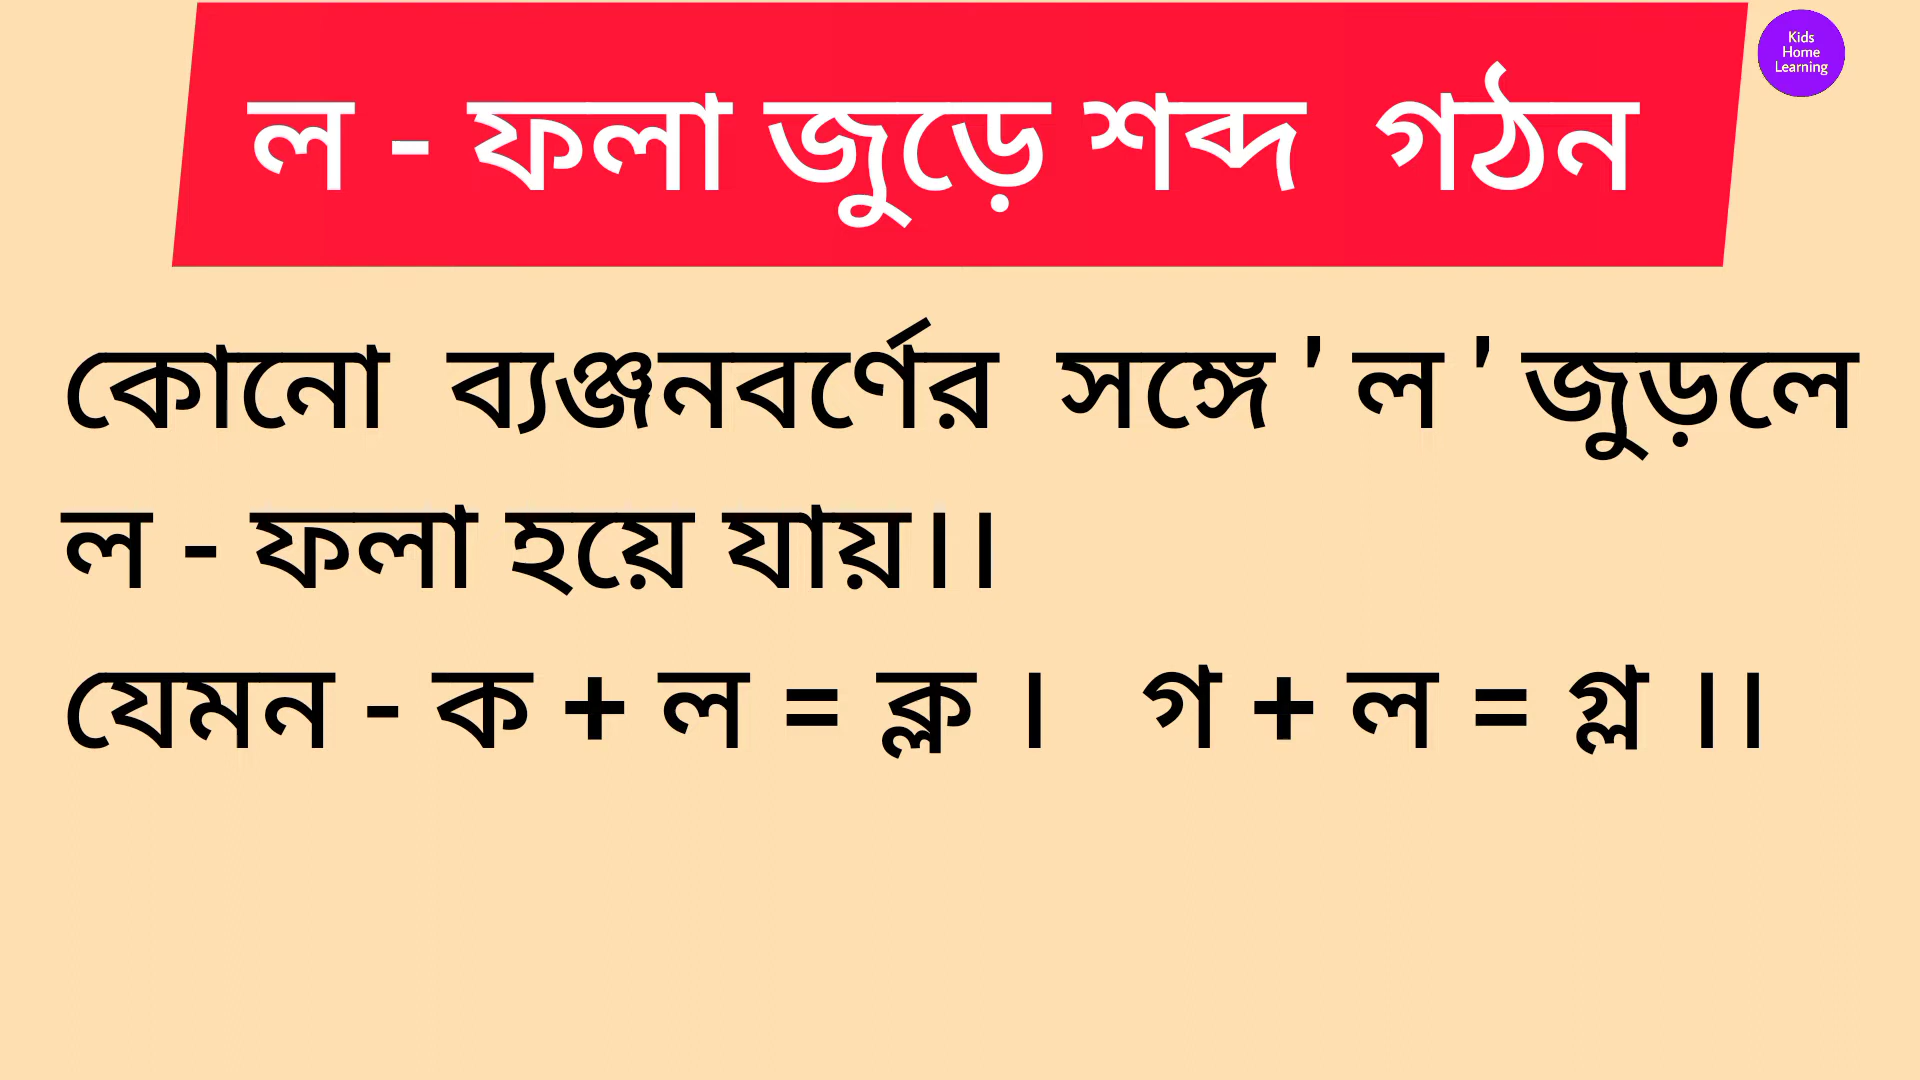 ল - ফলা জুড়ে শব্দ গঠন
Kids
Home
Learning
কোনো ব্যঞ্জনবর্ণের সঙ্গে ' ল ' জুড়লে
ল - ফলা হয়ে যায়।।
যেমন - ক + ল = ক্ল । গ + ল = গ্ল ।।